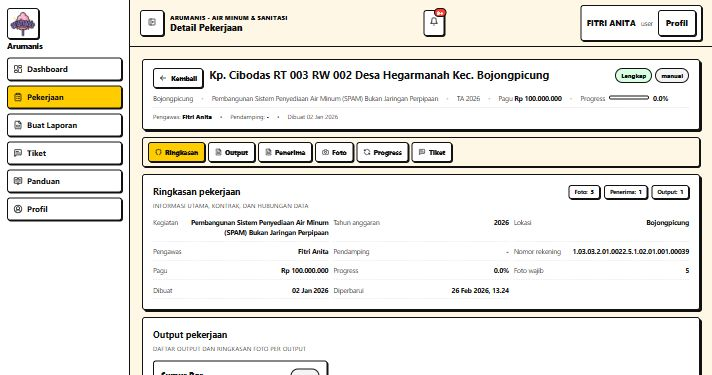 Arumanis
Dashboard
Pekerjaan
Buat Laporan
Tiket
Panduan
Profil
ARUMANIS - AIR MINUM & SANITASI
Detail Pekerjaan
9+
FITRI ANITA user Profil
← Kembali
Kp. Cibodas RT 003 RW 002 Desa Hegarmanah Kec. Bojongpicung
Lengkap manual
Bojongpicung • Pembangunan Sistem Penyediaan Air Minum (SPAM) Bukan Jaringan Perpipaan • TA 2026 • Pagu Rp 100.000.000 • Progress 0.0%
Pengawas: Fitri Anita • Pendamping: - • Dibuat 02 Jan 2026
Ringkasan Output Penerima Foto Progress Tiket
Ringkasan pekerjaan
Foto: 5 Penerima: 1 Output: 1
INFORMASI UTAMA, KONTRAK, DAN HUBUNGAN DATA
Kegiatan Pembangunan Sistem Penyediaan Air Minum Tahun anggaran 2026 Lokasi Bojongpicung
(SPAM) Bukan Jaringan Perpipaan
Pengawas Fitri Anita Pendamping - Nomor rekening 1.03.03.2.01.0022.5.1.02.01.001.00039
Pagu Rp 100.000.000 Progress 0.0% Foto wajib 5
Dibuat 02 Jan 2026 Diperbarui 26 Feb 2026, 13.24
Output pekerjaan
DAFTAR OUTPUT DAN RINGKASAN FOTO PER OUTPUT